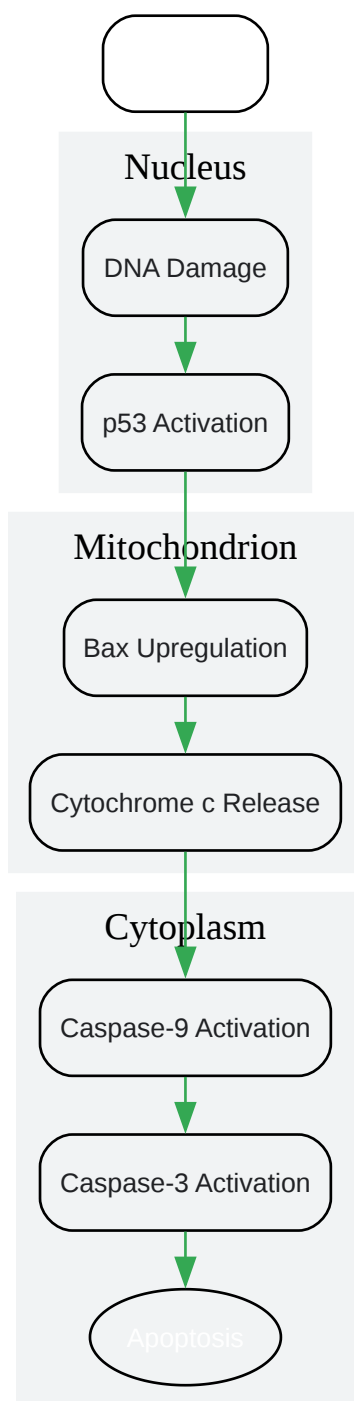 Nucleus
DNA Damage
p53 Activation
Mitochondrion
Bax Upregulation
Cytochrome c Release
Cytoplasm
Caspase-9 Activation
Caspase-3 Activation
Apoptosis